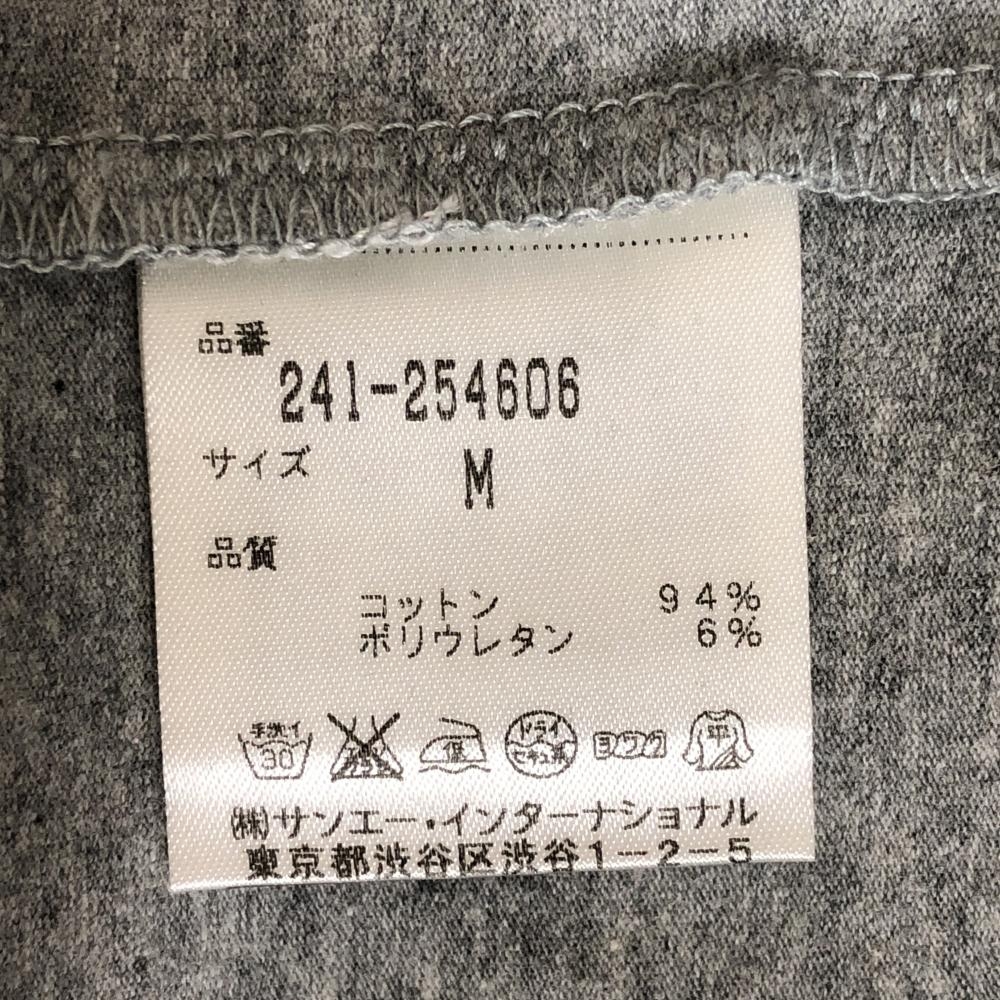 品番
241-254606
サイズ M
品質
コットン 94%
ポリウレタン 6%
手洗イ 30 低 ドライ セキュ系 ヨワク 平
㈱サンエー・インターナショナル
東京都渋谷区渋谷1-2-5